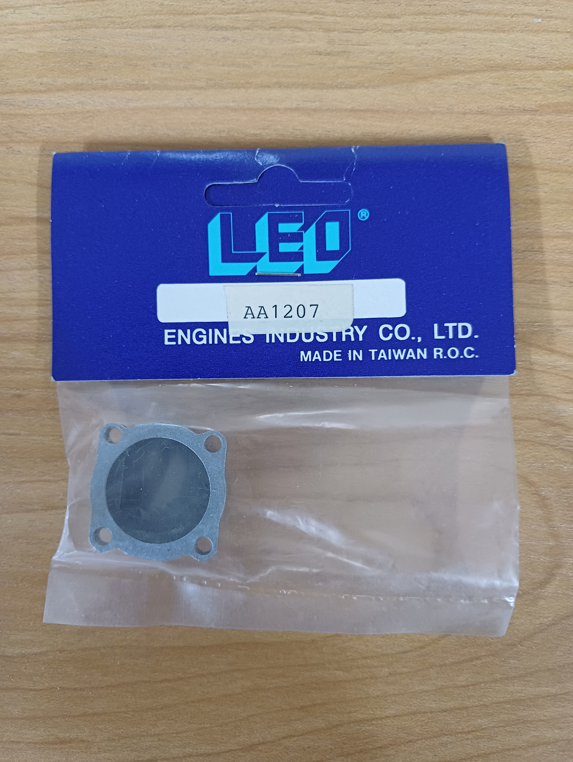 LEO®
AA1207
ENGINES INDUSTRY CO., LTD.
MADE IN TAIWAN R.O.C.